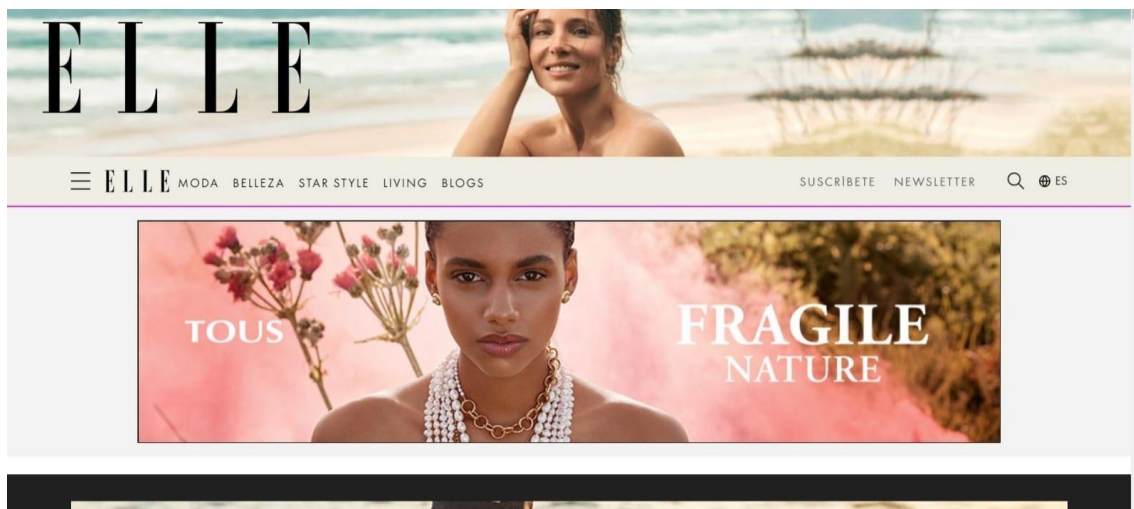 ELLE
ELLE MODA BELLEZA STAR STYLE LIVING BLOGS SUSCRÍBETE NEWSLETTER ES
TOUS
FRAGILE
NATURE